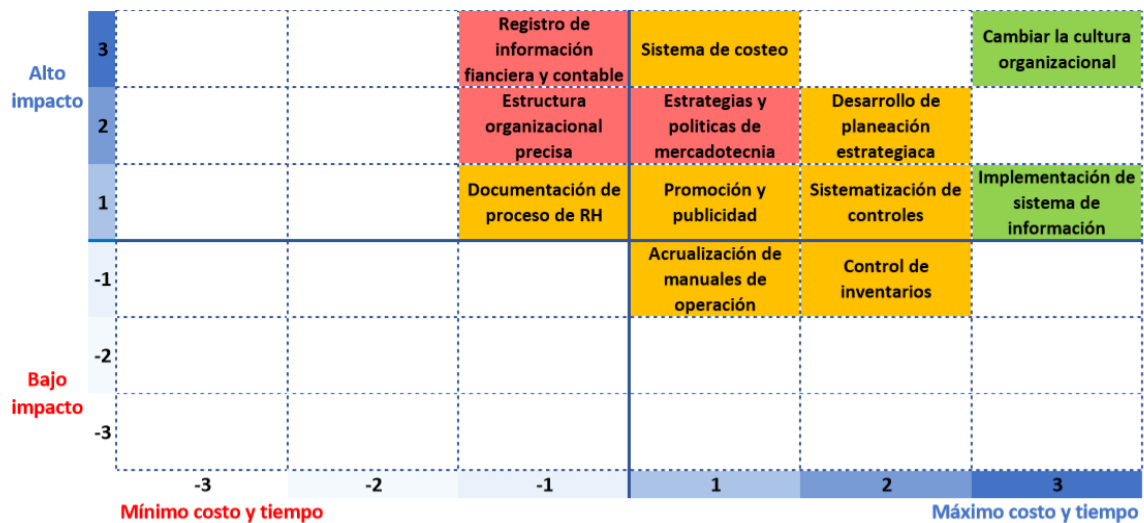 Alto
impacto
3
Registro de
información
fianciera y contable
Sistema de costeo
Cambiar la cultura
organizacional
2
Estructura
organizacional
precisa
Estrategias y
politicas de
mercadotecnia
Desarrollo de
planeación
estrategiaca
1
Documentación de
proceso de RH
Promoción y
publicidad
Sistematización de
controles
Implementación de
sistema de
información
-1
Acrualización de
manuales de
operación
Control de
inventarios
Bajo
impacto
-2
-3
-3
-2
-1
1
2
3
Mínimo costo y tiempo
Máximo costo y tiempo